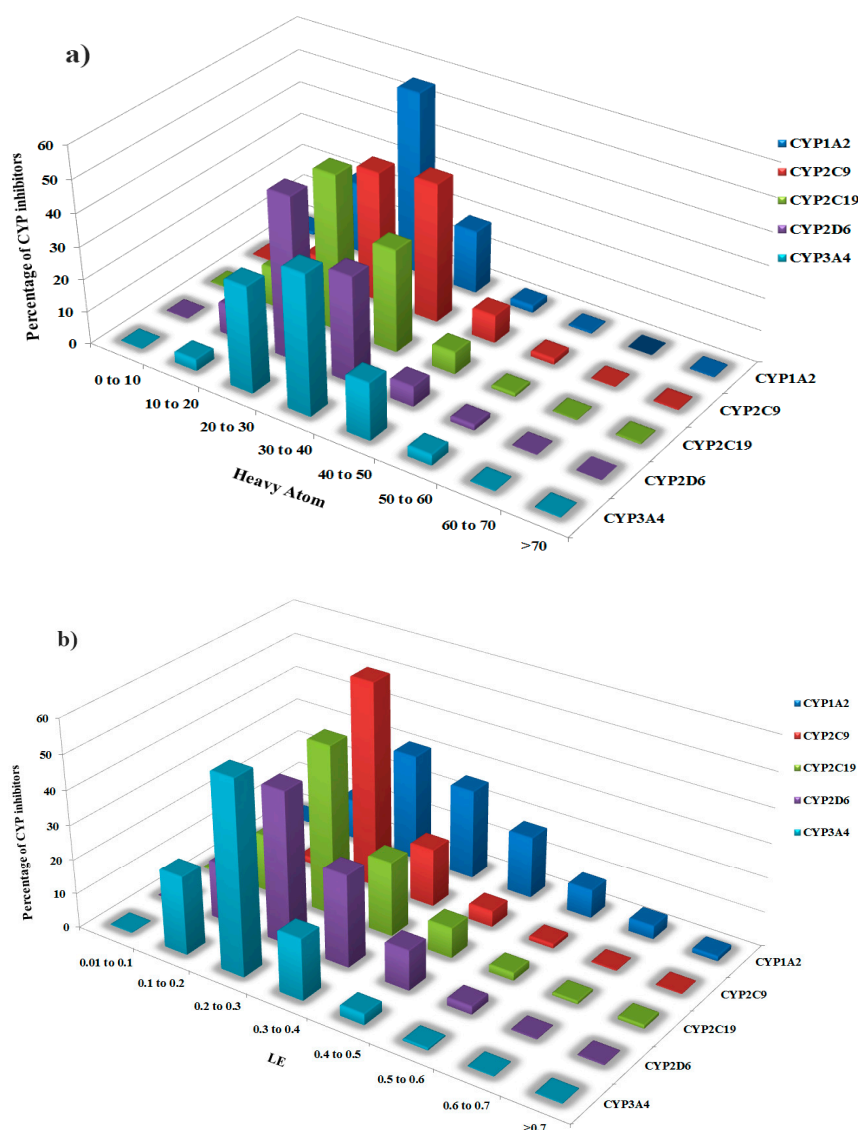 a)
Percentage of CYP inhibitors
60
50
40
30
20
10
0
0 to 10
10 to 20
20 to 30
30 to 40
40 to 50
50 to 60
60 to 70
>70
Heavy Atom
CYP1A2
CYP2C9
CYP2C19
CYP2D6
CYP3A4
CYP1A2
CYP2C9
CYP2C19
CYP2D6
CYP3A4
b)
Percentage of CYP inhibitors
60
50
40
30
20
10
0
0.01 to 0.1
0.1 to 0.2
0.2 to 0.3
0.3 to 0.4
0.4 to 0.5
0.5 to 0.6
0.6 to 0.7
>0.7
LE
CYP1A2
CYP2C9
CYP2C19
CYP2D6
CYP3A4
CYP1A2
CYP2C9
CYP2C19
CYP2D6
CYP3A4